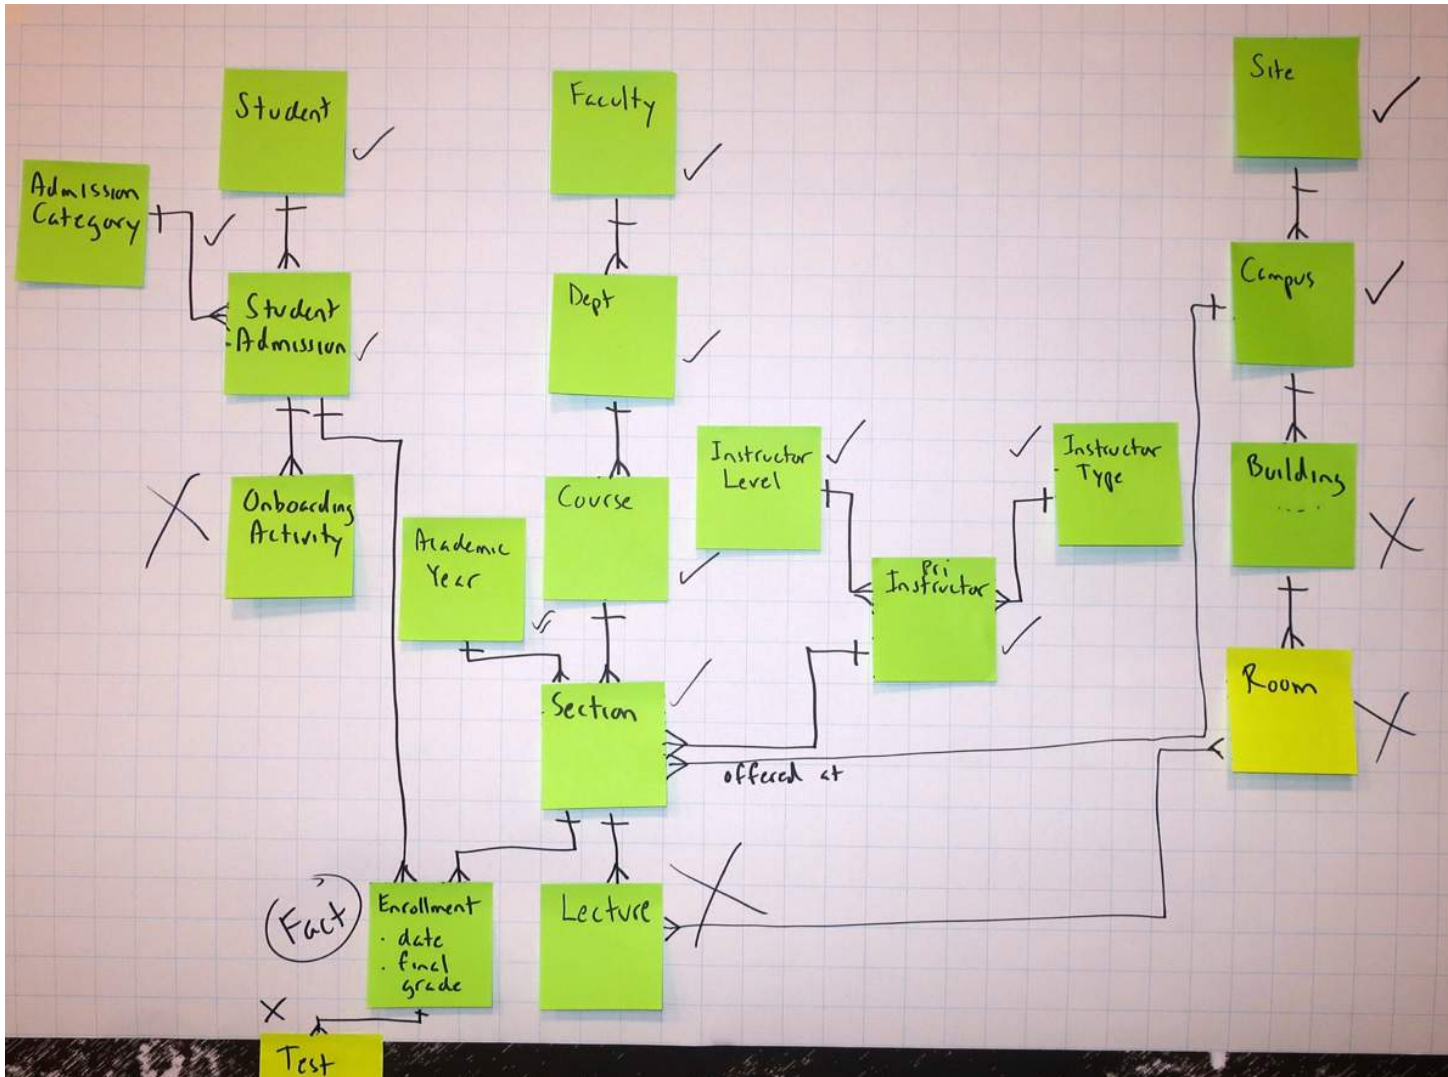 Student
Faculty
Site
Admission
Category
Student
Admission
Dept
Campus
Instructor
Level
Instructor
Type
Building
Onboarding
Activity
Academic
Year
Course
Pri
Instructor
Section
Room
offered at
Fact
Enrollment
· date
· final
grade
Lecture
Test